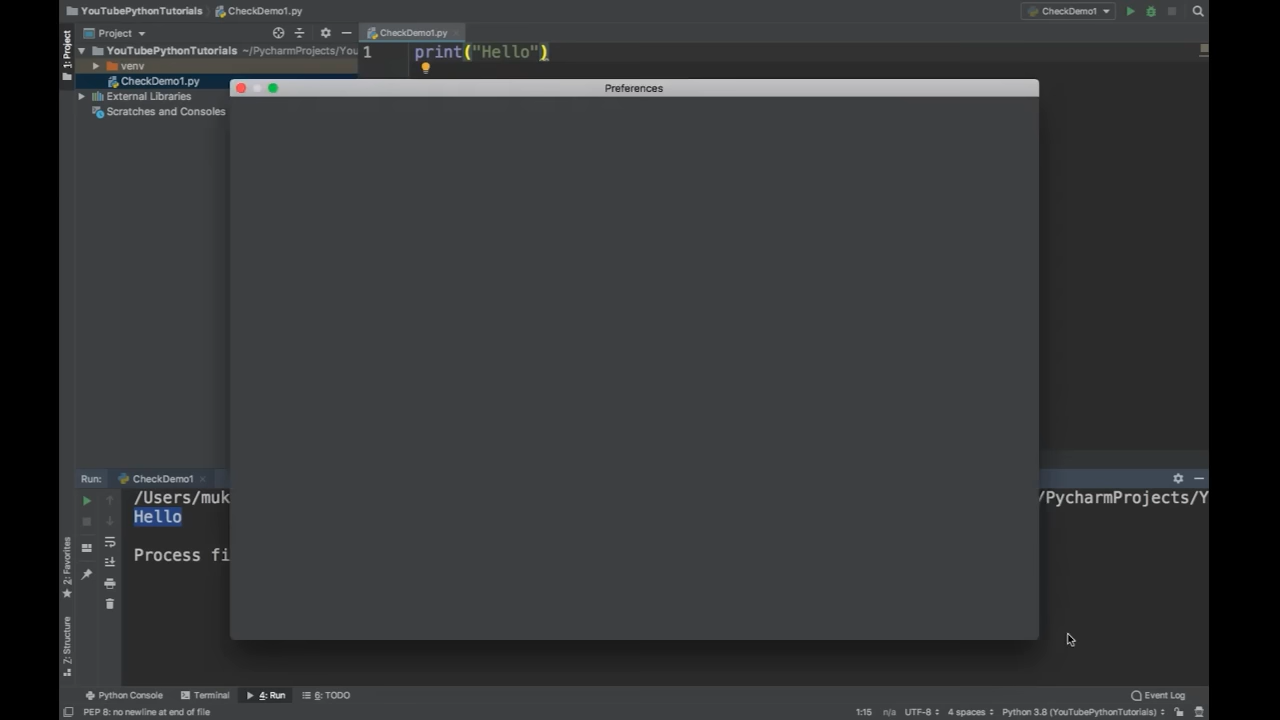 YouTubePythonTutorials CheckDemo1.py CheckDemo1
1: Project
Project CheckDemo1.py
YouTubePythonTutorials ~/PycharmProjects/You
1 print("Hello")
venv
CheckDemo1.py
External Libraries
Scratches and Consoles
Preferences
Run: CheckDemo1
/Users/muk /PycharmProjects/Y
Hello
Process fi
2: Favorites
Z: Structure
Python Console Terminal 4: Run 6: TODO Event Log
PEP 8: no newline at end of file 1:15 n/a UTF-8 4 spaces Python 3.8 (YouTubePythonTutorials)